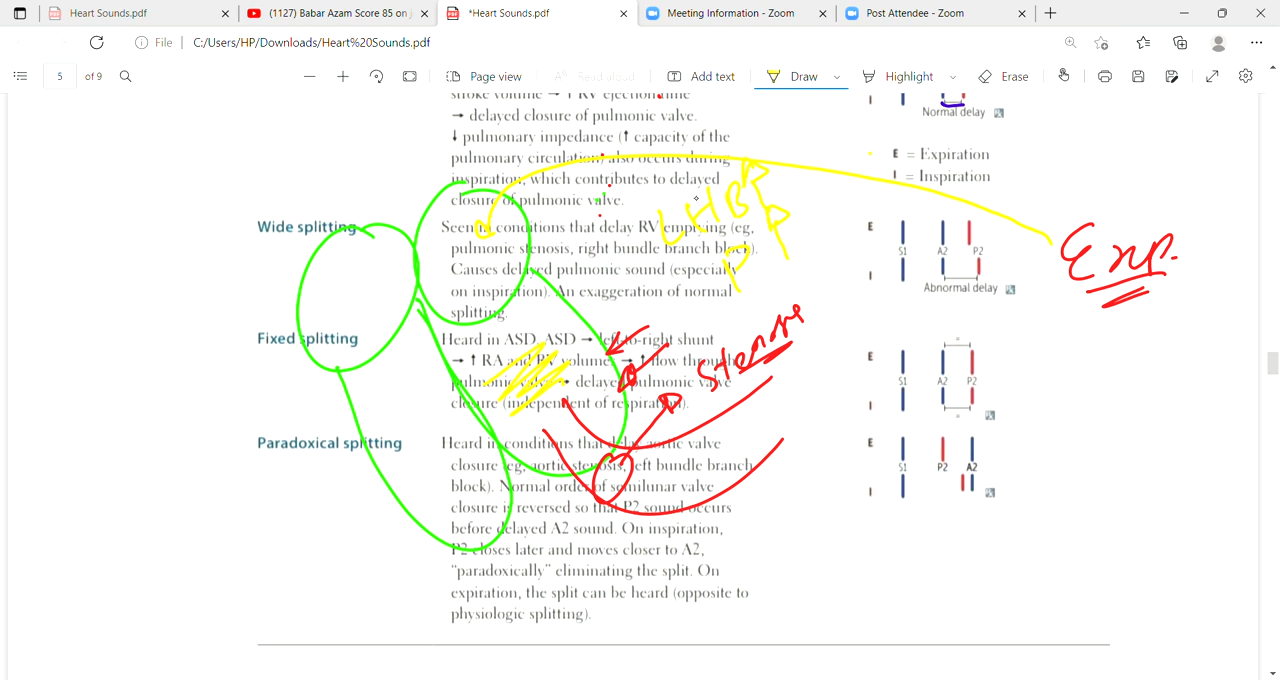 Heart Sounds.pdf
(1127) Babar Azam Score 85 on j
*Heart Sounds.pdf
Meeting Information - Zoom
Post Attendee - Zoom
File
C:/Users/HP/Downloads/Heart%20Sounds.pdf
5 of 9
Page view
Read aloud
Add text
Draw
Highlight
Erase
stroke volume → ↑ RV ejection time
→ delayed closure of pulmonic valve.
↓ pulmonary impedance (↑ capacity of the
pulmonary circulation) also occurs during
inspiration, which contributes to delayed
closure of pulmonic valve.
I
Normal delay
E = Expiration
I = Inspiration
Wide splitting
Seen in conditions that delay RV emptying (eg,
pulmonic stenosis, right bundle branch block).
Causes delayed pulmonic sound (especially
on inspiration). An exaggeration of normal
splitting.
E
S1 A2 P2
I
Abnormal delay
Fixed splitting
Heard in ASD. ASD → left-to-right shunt
→ ↑ RA and RV volumes → ↑ flow through
pulmonic valve → delayed pulmonic valve
closure (independent of respiration).
E
S1 A2 P2
I
Paradoxical splitting
Heard in conditions that delay aortic valve
closure (eg, aortic stenosis, left bundle branch
block). Normal order of semilunar valve
closure is reversed so that P2 sound occurs
before delayed A2 sound. On inspiration,
P2 closes later and moves closer to A2,
“paradoxically” eliminating the split. On
expiration, the split can be heard (opposite to
physiologic splitting).
E
S1 P2 A2
I
Exp.